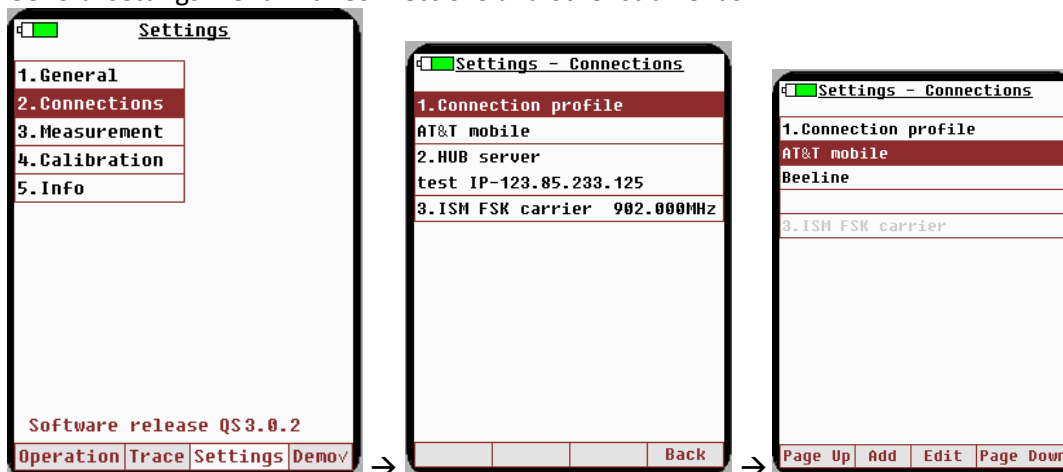 Settings
1.General
2.Connections
3.Measurement
4.Calibration
5.Info
Software release QS3.0.2
Operation Trace Settings Demo√
→
Settings - Connections
1.Connection profile
AT&T mobile
2.HUB server
test IP-123.85.233.125
3.ISM FSK carrier 902.000MHz
Back
→
Settings - Connections
1.Connection profile
AT&T mobile
Beeline
3.ISM FSK carrier
Page Up Add Edit Page Down